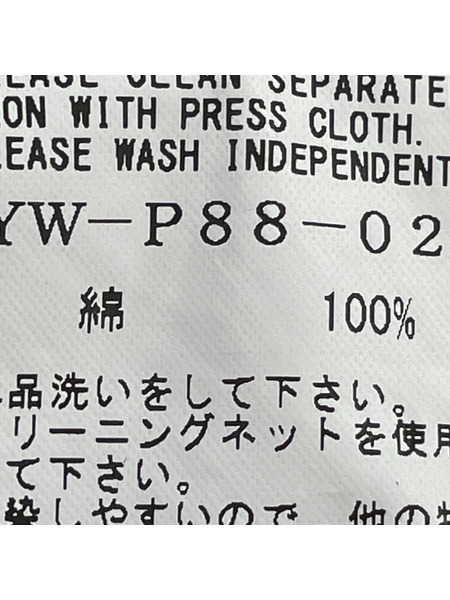 CLEAN SEPARATE
ON WITH PRESS CLOTH.
LEASE WASH INDEPENDENT
YW-P88-02
綿 100%
品洗いをして下さい。
リーニングネットを使用
て下さい。
染しやすいので、他の